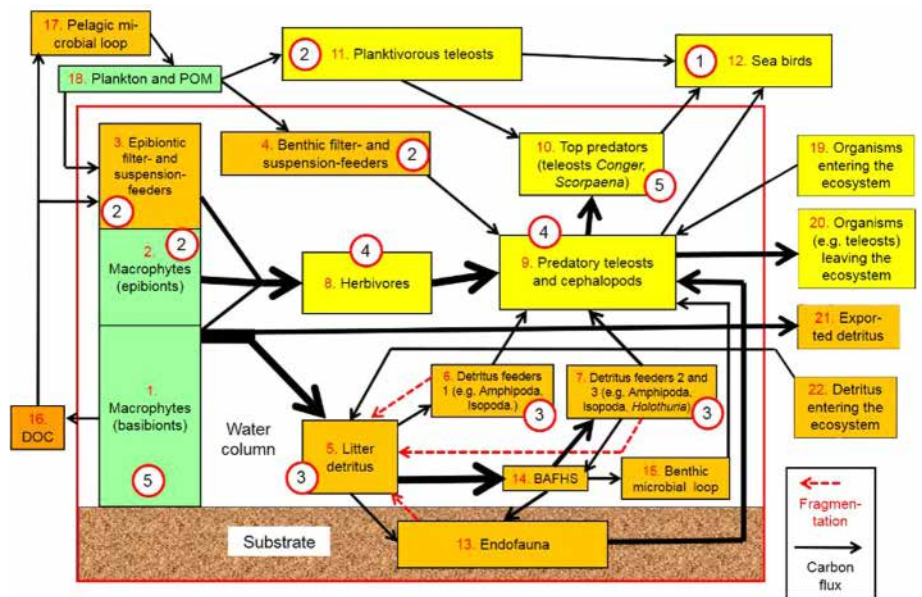 17. Pelagic mi-
crobial loop
18. Plankton and POM
2
11. Planktivorous teleosts
1
12. Sea birds
3. Epibiontic
filter- and
suspension-
feeders
2
4. Benthic filter- and
suspension-feeders
2
10. Top predators
(teleosts Conger,
Scorpaena)
5
19. Organisms
entering the
ecosystem
2
2.
Macrophytes
(epibionts)
4
8. Herbivores
4
9. Predatory teleosts
and cephalopods
20. Organisms
(e.g. teleosts)
leaving the
ecosystem
21. Expor-
ted detritus
1.
Macrophytes
(basibionts)
5
16.
DOC
Water
column
6. Detritus feeders
1 (e.g. Amphipoda,
Isopoda,)
3
7. Detritus feeders 2 and
3 (e.g. Amphipoda,
Isopoda, Holothuria)
3
22. Detritus
entering the
ecosystem
5. Litter
detritus
3
14. BAFHS
15. Benthic
microbial loop
Substrate
13. Endofauna
Fragmen-
tation
Carbon
flux